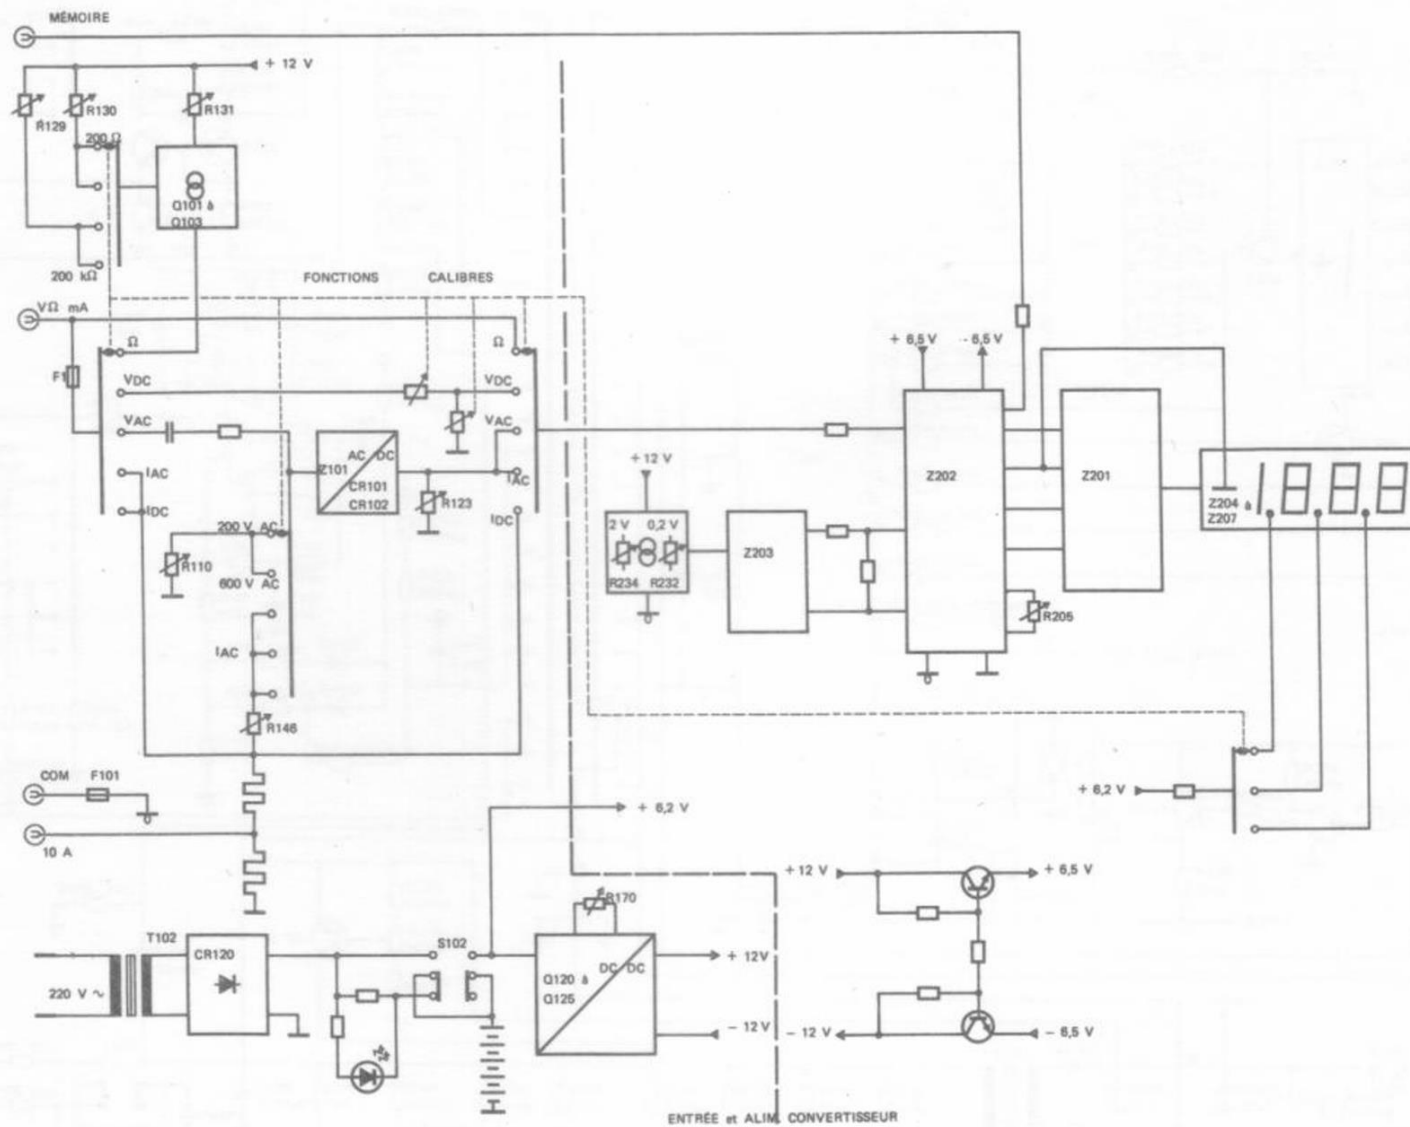 MÉMOIRE
+ 12 V
R129
R130
R131
200 Ω
Q101 à
Q103
200 kΩ
FONCTIONS
CALIBRES
VΩ mA
Ω
Ω
F1
VDC
VDC
VAC
VAC
IAC
IAC
IDC
IDC
Z101
AC DC
CR101
CR102
R123
200 V AC
R110
600 V AC
IAC
R146
+ 6,5 V
- 6,5 V
Z202
Z201
Z204 à
Z207
+12 V
2 V
0,2 V
R234
R232
Z203
R205
COM
F101
10 A
+ 6,2 V
+ 6,2 V
T102
CR120
220 V ~
S102
R170
Q120 à
Q125
DC DC
+ 12V
− 12V
+12 V
+ 6,5 V
− 12 V
− 6,5 V
ENTRÉE et ALIM. CONVERTISSEUR